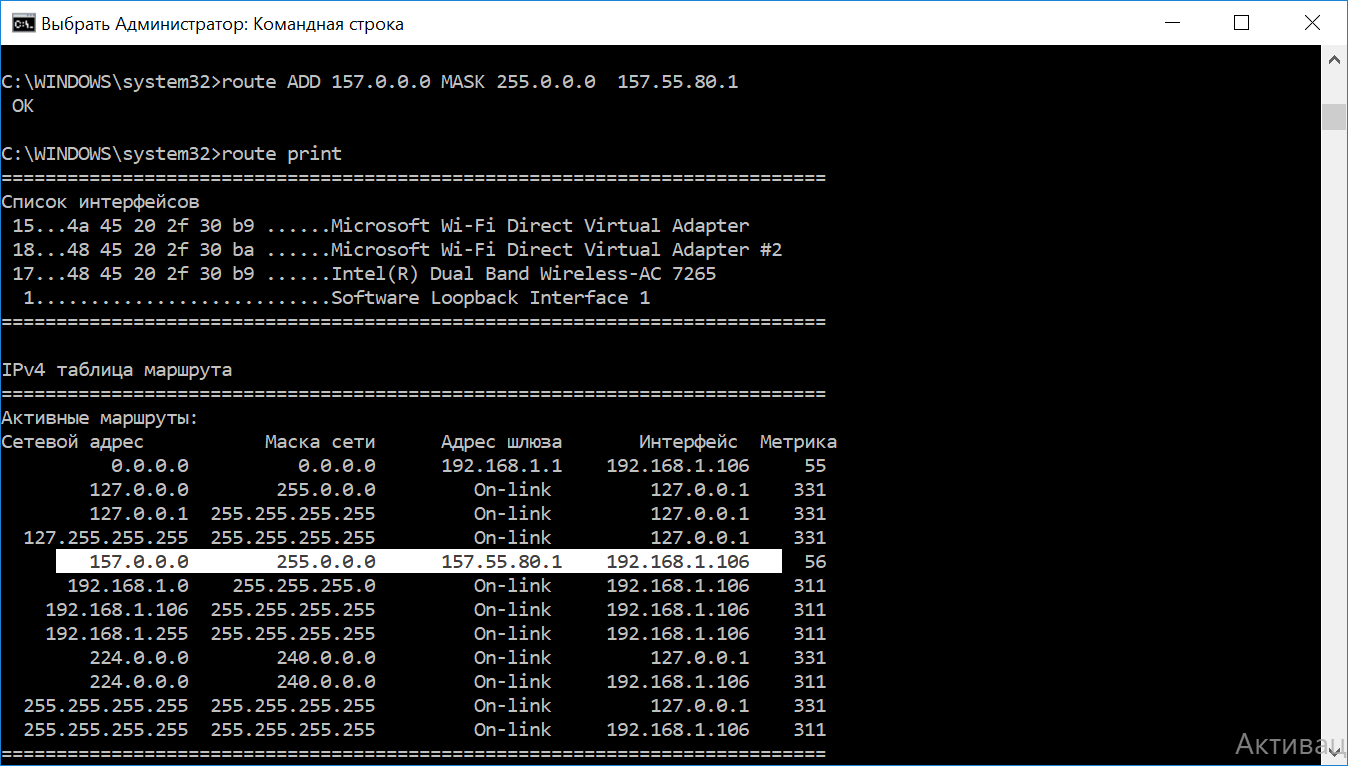 Выбрать Администратор: Командная строка
C:\WINDOWS\system32>route ADD 157.0.0.0 MASK 255.0.0.0  157.55.80.1
 OK
C:\WINDOWS\system32>route print
===========================================================================
Список интерфейсов
 15...4a 45 20 2f 30 b9 ......Microsoft Wi-Fi Direct Virtual Adapter
 18...48 45 20 2f 30 ba ......Microsoft Wi-Fi Direct Virtual Adapter #2
 17...48 45 20 2f 30 b9 ......Intel(R) Dual Band Wireless-AC 7265
  1...........................Software Loopback Interface 1
===========================================================================
IPv4 таблица маршрута
===========================================================================
Активные маршруты:
Сетевой адрес           Маска сети      Адрес шлюза       Интерфейс  Метрика
          0.0.0.0          0.0.0.0      192.168.1.1    192.168.1.106     55
        127.0.0.0        255.0.0.0         On-link         127.0.0.1    331
        127.0.0.1  255.255.255.255         On-link         127.0.0.1    331
  127.255.255.255  255.255.255.255         On-link         127.0.0.1    331
        157.0.0.0        255.0.0.0      157.55.80.1    192.168.1.106     56
      192.168.1.0    255.255.255.0         On-link     192.168.1.106    311
    192.168.1.106  255.255.255.255         On-link     192.168.1.106    311
    192.168.1.255  255.255.255.255         On-link     192.168.1.106    311
        224.0.0.0        240.0.0.0         On-link         127.0.0.1    331
        224.0.0.0        240.0.0.0         On-link     192.168.1.106    311
  255.255.255.255  255.255.255.255         On-link         127.0.0.1    331
  255.255.255.255  255.255.255.255         On-link     192.168.1.106    311
===========================================================================
Активац